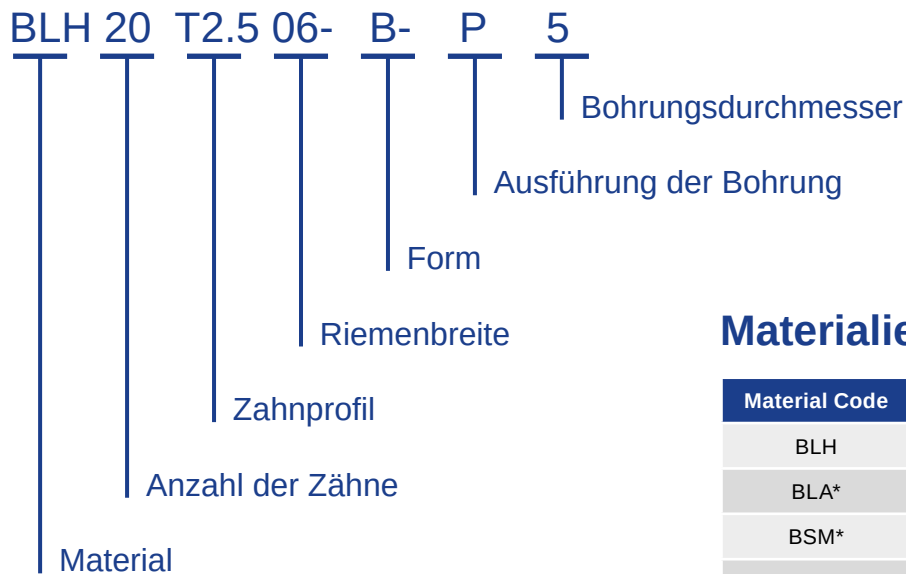 BLH 20 T2.5 06- B- P 5
Bohrungsdurchmesser
Ausführung der Bohrung
Form
Riemenbreite
Zahnprofil
Anzahl der Zähne
Material
Material Code
BLH
BLA*
BSM*